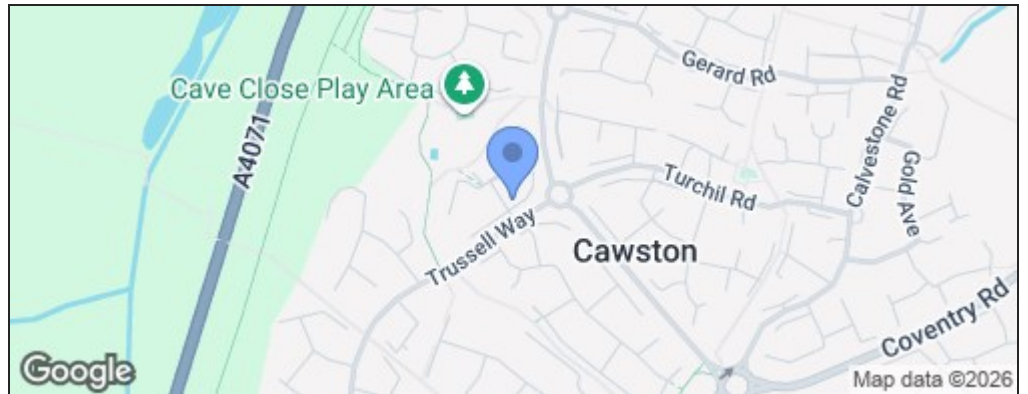 Gerard Rd
Cave Close Play Area
A4071
Calvestone Rd
Gold Ave
Turchil Rd
Trussell Way
Cawston
Coventry Rd
Google
Map data ©2026